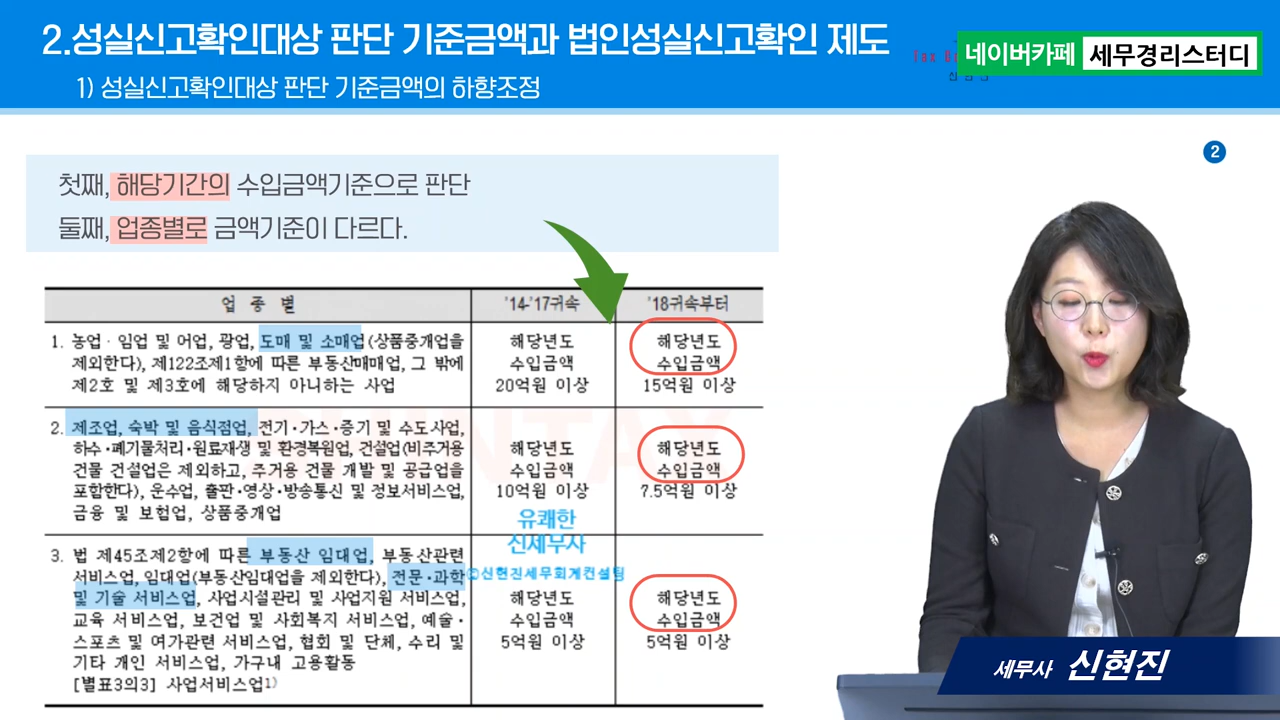 2.성실신고확인대상 판단 기준금액과 법인성실신고확인 제도
네이버카페 세무경리스터디
1) 성실신고확인대상 판단 기준금액의 하향조정
2
첫째, 해당기간의 수입금액기준으로 판단
둘째, 업종별로 금액기준이 다르다.
업 종 별 '14-'17귀속 '18귀속부터
1. 농업·임업 및 어업, 광업, 도매 및 소매업(상품중개업을 해당년도 해당년도
제외한다), 제122조제1항에 따른 부동산매매업, 그 밖에 수입금액 수입금액
제2호 및 제3호에 해당하지 아니하는 사업 20억원 이상 15억원 이상
2. 제조업, 숙박 및 음식점업, 전기·가스·증기 및 수도사업,
하수·폐기물처리·원료재생 및 환경복원업, 건설업(비주거용 해당년도 해당년도
건물 건설업은 제외하고, 주거용 건물 개발 및 공급업을 수입금액 수입금액
포함한다), 운수업, 출판·영상·방송통신 및 정보서비스업, 10억원 이상 7.5억원 이상
금융 및 보험업, 상품중개업
유쾌한
신세무사
3. 법 제45조제2항에 따른 부동산 임대업, 부동산관련
서비스업, 임대업(부동산임대업을 제외한다), 전문·과학 ©신현진세무회계컨설팅
및 기술 서비스업, 사업시설관리 및 사업지원 서비스업, 해당년도 해당년도
교육 서비스업, 보건업 및 사회복지 서비스업, 예술· 수입금액 수입금액
스포츠 및 여가관련 서비스업, 협회 및 단체, 수리 및 5억원 이상 5억원 이상
기타 개인 서비스업, 가구내 고용활동
[별표3의3] 사업서비스업1)
세무사 신현진